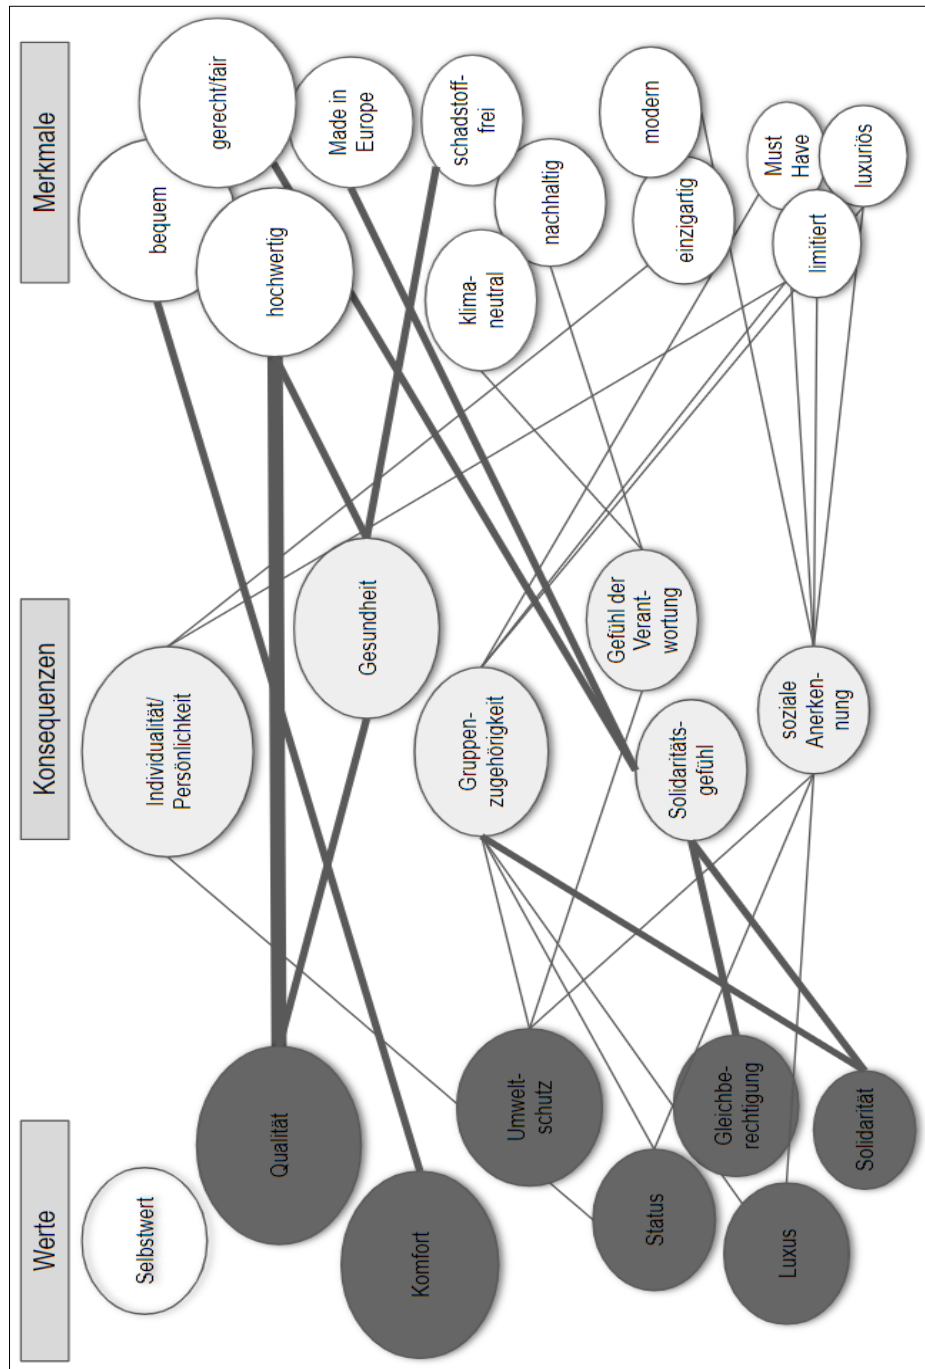 Werte
Konsequenzen
Merkmale
Selbstwert
Qualität
Komfort
Umwelt-
schutz
Status
Gleichbe-
rechtigung
Luxus
Solidarität
Individualität/
Persönlichkeit
Gesundheit
Gruppen-
zugehörigkeit
Gefühl der
Verant-
wortung
Solidaritäts-
gefühl
soziale
Anerken-
nung
bequem
gerecht/fair
hochwertig
Made in
Europe
schadstoff-
frei
klima-
neutral
nachhaltig
modern
einzigartig
Must
Have
limitiert
luxuriös